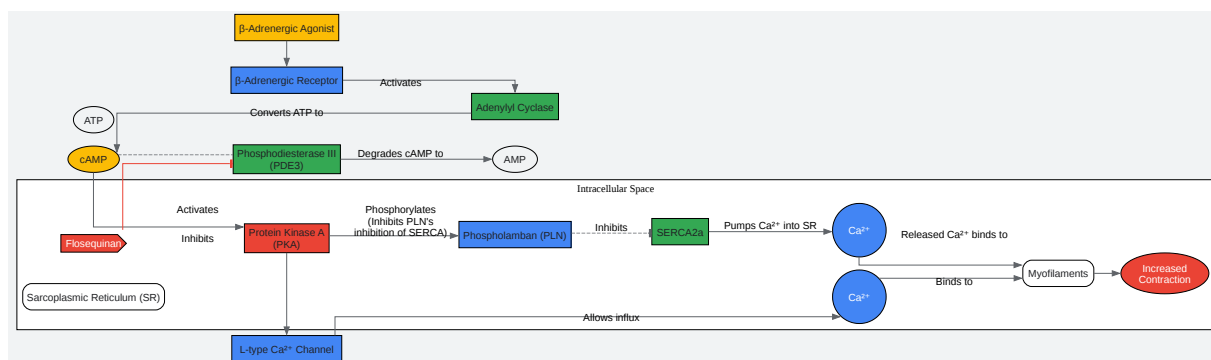 β-Adrenergic Agonist
β-Adrenergic Receptor
Activates
Adenylyl Cyclase
Converts ATP to
ATP
cAMP
Phosphodiesterase III
(PDE3)
Degrades cAMP to
AMP
Intracellular Space
Activates
Inhibits
Flosequinan
Protein Kinase A
(PKA)
Phosphorylates
(Inhibits PLN's
inhibition of SERCA)
Phospholamban (PLN)
Inhibits
SERCA2a
Pumps Ca²⁺ into SR
Ca²⁺
Released Ca²⁺ binds to
Myofilaments
Increased
Contraction
Sarcoplasmic Reticulum (SR)
Ca²⁺
Binds to
Allows influx
L-type Ca²⁺ Channel